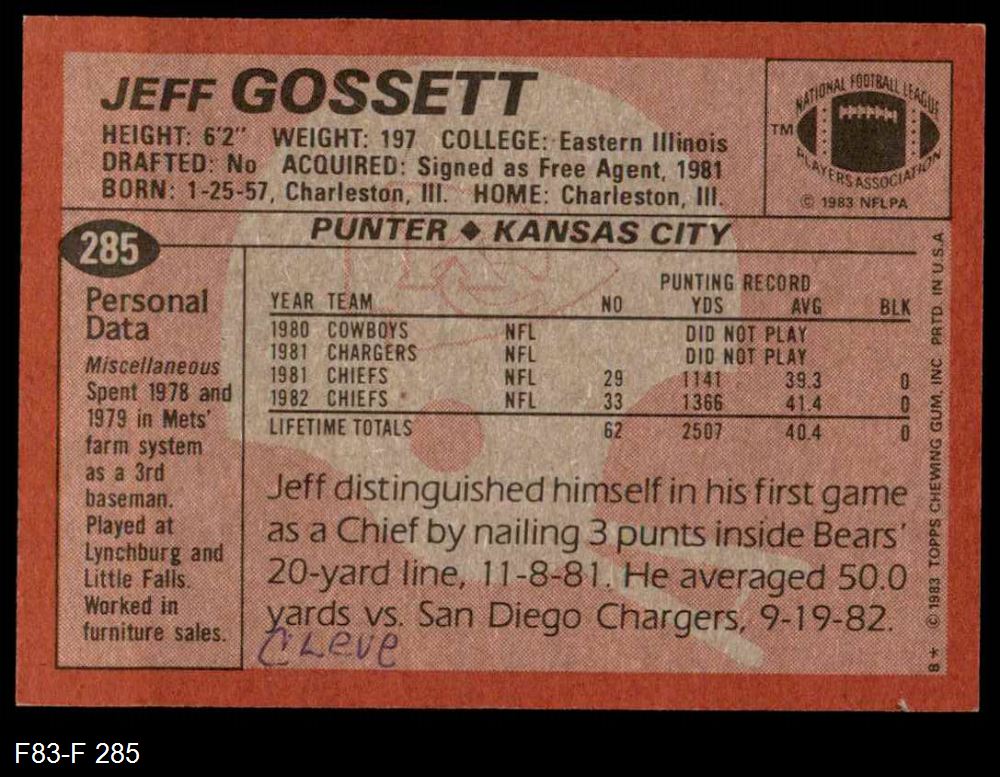 JEFF GOSSETT
HEIGHT: 6'2" WEIGHT: 197 COLLEGE: Eastern Illinois
DRAFTED: No ACQUIRED: Signed as Free Agent, 1981
BORN: 1-25-57, Charleston, Ill. HOME: Charleston, Ill.
NATIONAL FOOTBALL LEAGUE
TM
PLAYERS ASSOCIATION
© 1983 NFLPA
285
PUNTER ◆ KANSAS CITY
Personal
Data
Miscellaneous
Spent 1978 and
1979 in Mets'
farm system
as a 3rd
baseman.
Played at
Lynchburg and
Little Falls.
Worked in
furniture sales.
PUNTING RECORD
YEAR TEAM NO YDS AVG BLK
1980 COWBOYS NFL DID NOT PLAY
1981 CHARGERS NFL DID NOT PLAY
1981 CHIEFS NFL 29 1141 39.3 0
1982 CHIEFS NFL 33 1366 41.4 0
LIFETIME TOTALS 62 2507 40.4 0
Jeff distinguished himself in his first game
as a Chief by nailing 3 punts inside Bears'
20-yard line, 11-8-81. He averaged 50.0
yards vs. San Diego Chargers, 9-19-82.
CLeve
8* © 1983 TOPPS CHEWING GUM, INC. PRTD. IN U.S.A
F83-F 285